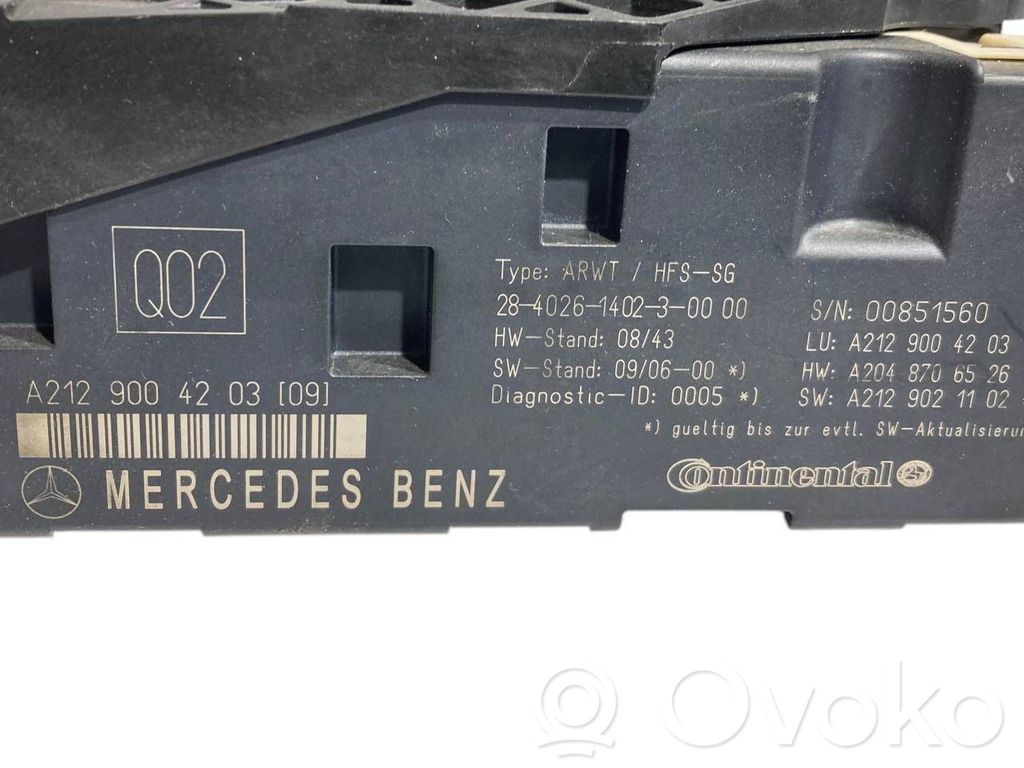 Q02
A212 900 42 03 [09]
MERCEDES BENZ
Type: ARWT / HFS-SG
28-4026-1402-3-00 00
HW-Stand: 08/43
SW-Stand: 09/06-00 *)
Diagnostic-ID: 0005 *)
S/N: 00851560
LU: A212 900 42 03
HW: A204 870 65 26
SW: A212 902 11 02
*) gueltig bis zur evtl. SW-Aktualisierun
Continental
Ovoko